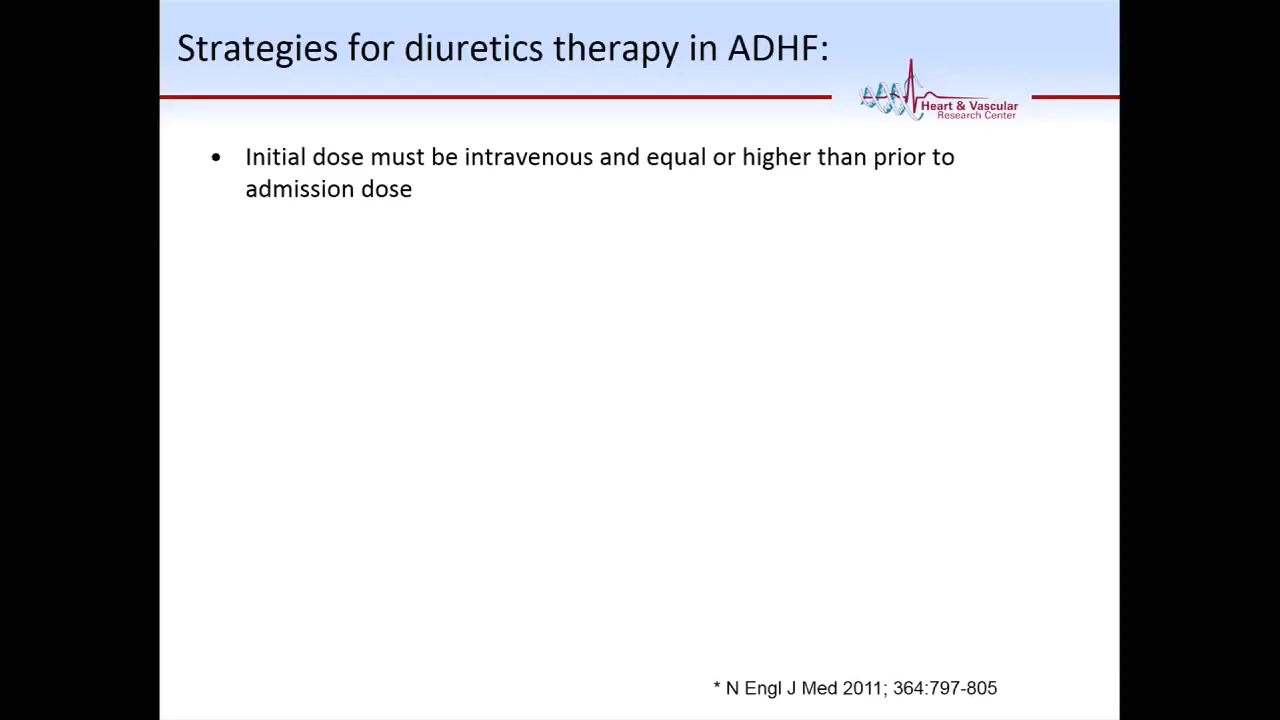 Strategies for diuretics therapy in ADHF:
Heart & Vascular
Research Center
• Initial dose must be intravenous and equal or higher than prior to
admission dose
* N Engl J Med 2011; 364:797-805